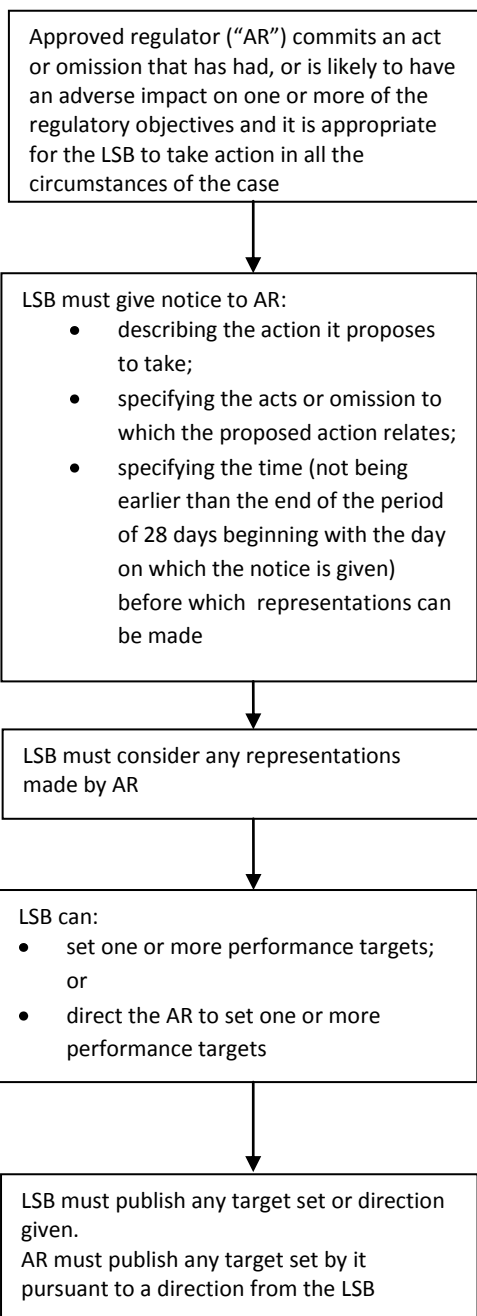 Approved regulator (“AR”) commits an act
or omission that has had, or is likely to have
an adverse impact on one or more of the
regulatory objectives and it is appropriate
for the LSB to take action in all the
circumstances of the case
LSB must give notice to AR:
• describing the action it proposes
to take;
• specifying the acts or omission to
which the proposed action relates;
• specifying the time (not being
earlier than the end of the period
of 28 days beginning with the day
on which the notice is given)
before which representations can
be made
LSB must consider any representations
made by AR
LSB can:
• set one or more performance targets;
or
• direct the AR to set one or more
performance targets
LSB must publish any target set or direction
given.
AR must publish any target set by it
pursuant to a direction from the LSB